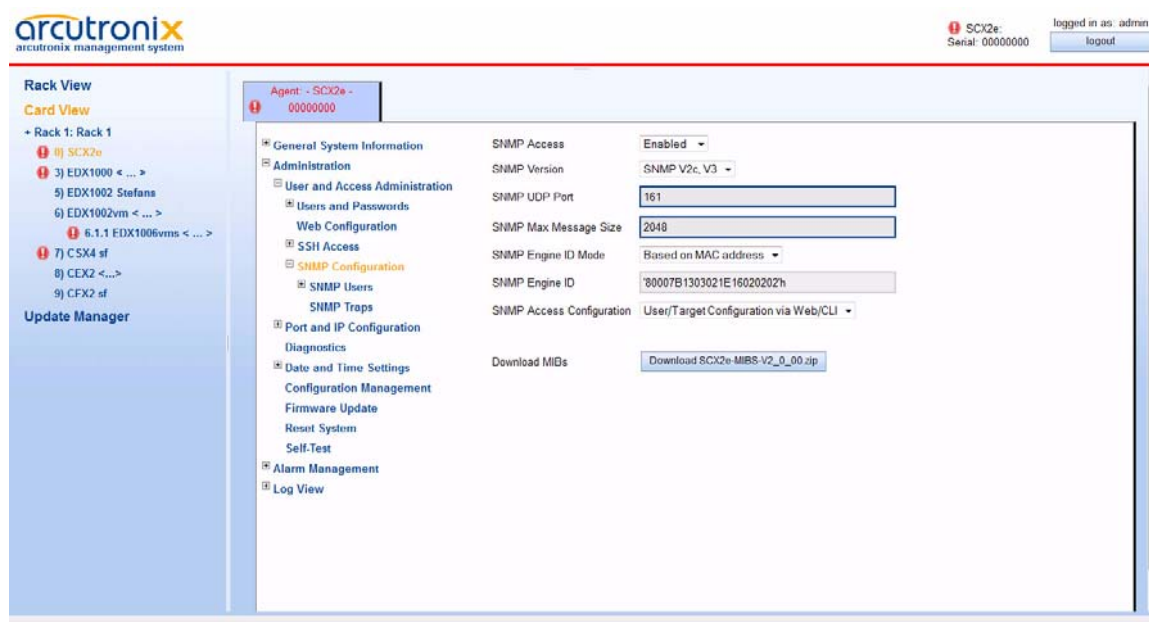 arcutronix
arcutronix management system
SCX2e:
Serial: 00000000
logged in as: admin
logout
Rack View
Card View
+ Rack 1: Rack 1
0) SCX2e
3) EDX1000 < ... >
5) EDX1002 Stefans
6) EDX1002vm < ... >
6.1.1 EDX1006vms < ... >
7) CSX4 sf
8) CEX2 <...>
9) CFX2 sf
Update Manager
Agent: - SCX2e -
00000000
General System Information
Administration
User and Access Administration
Users and Passwords
Web Configuration
SSH Access
SNMP Configuration
SNMP Users
SNMP Traps
Port and IP Configuration
Diagnostics
Date and Time Settings
Configuration Management
Firmware Update
Reset System
Self-Test
Alarm Management
Log View
SNMP Access Enabled
SNMP Version SNMP V2c, V3
SNMP UDP Port 161
SNMP Max Message Size 2048
SNMP Engine ID Mode Based on MAC address
SNMP Engine ID '80007B1303021E16020202'h
SNMP Access Configuration User/Target Configuration via Web/CLI
Download MIBs Download SCX2e-MIBS-V2_0_00.zip